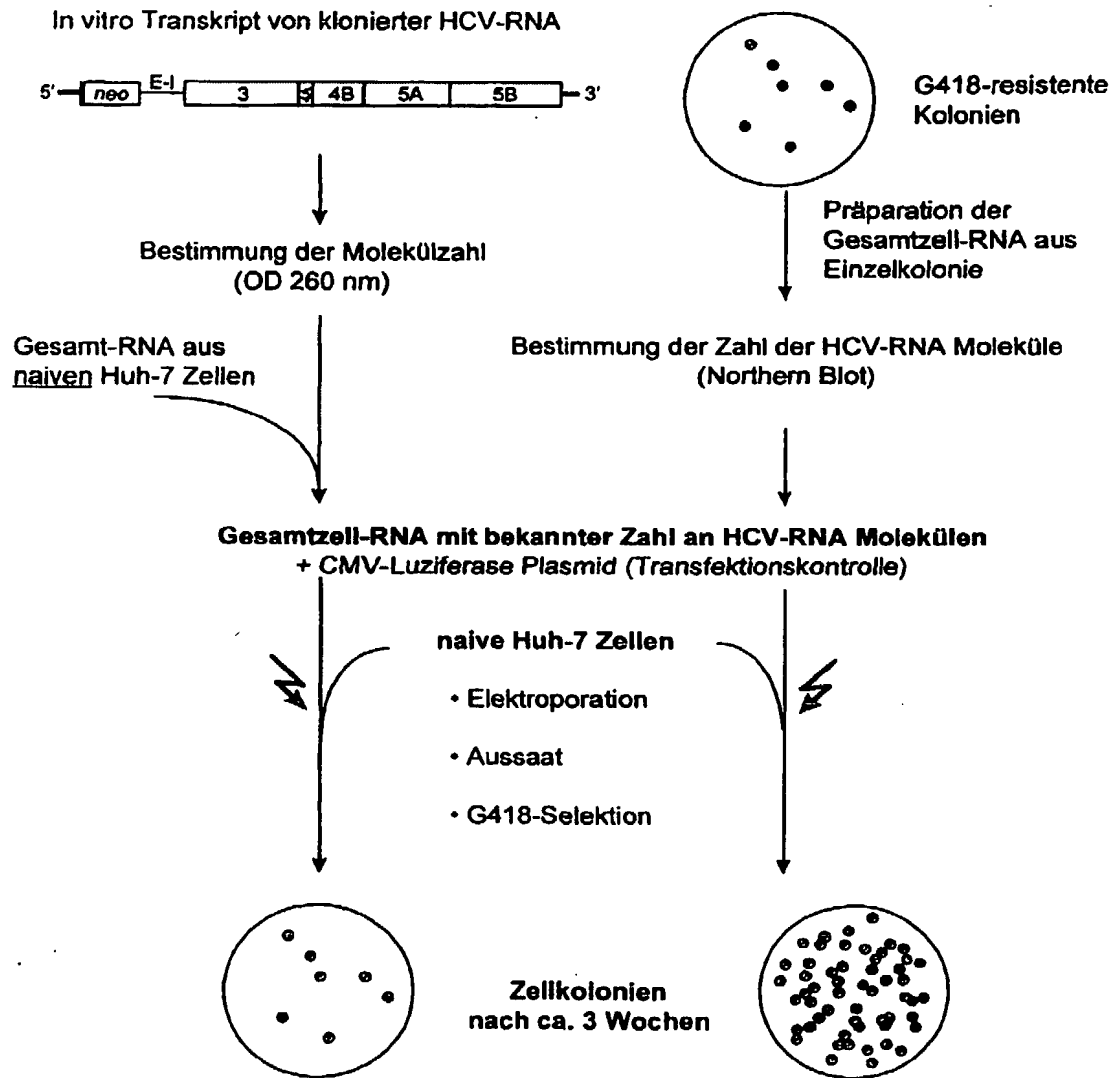 In vitro Transkript von klonierter HCV-RNA
5' neo E-I 3 4B 5A 5B 3'
G418-resistente
Kolonien
Präparation der
Gesamtzell-RNA aus
Einzelkolonie
Bestimmung der Molekülzahl
(OD 260 nm)
Gesamt-RNA aus
naiven Huh-7 Zellen
Bestimmung der Zahl der HCV-RNA Moleküle
(Northern Blot)
Gesamtzell-RNA mit bekannter Zahl an HCV-RNA Molekülen
+ CMV-Luziferase Plasmid (Transfektionskontrolle)
naive Huh-7 Zellen
• Elektroporation
• Aussaat
• G418-Selektion
Zellkolonien
nach ca. 3 Wochen